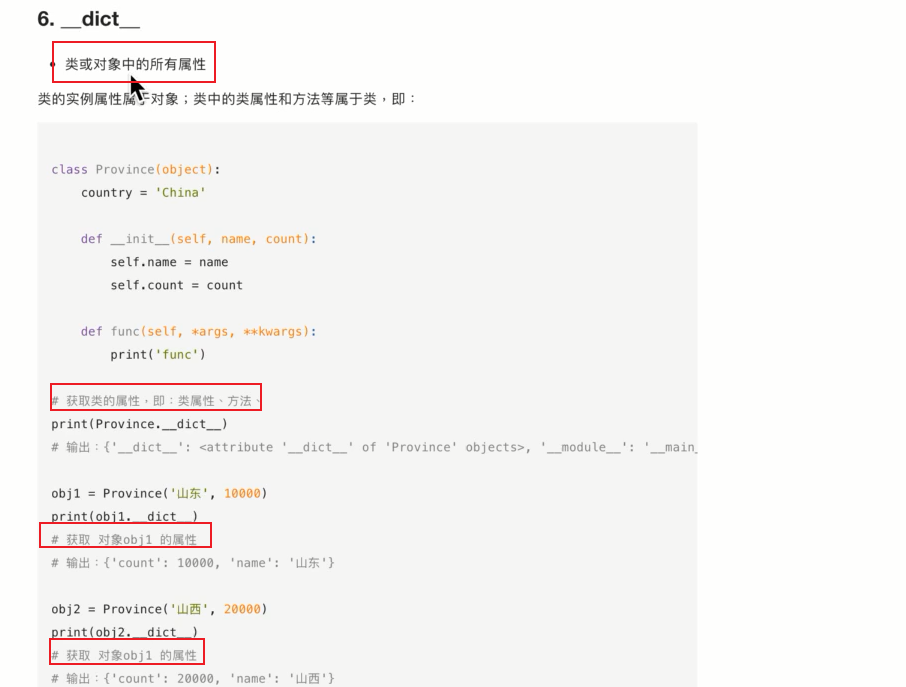 6. __dict__
• 类或对象中的所有属性
类的实例属性属于对象；类中的类属性和方法等属于类，即：
class Province(object):
    country = 'China'
    def __init__(self, name, count):
        self.name = name
        self.count = count
    def func(self, *args, **kwargs):
        print('func')
# 获取类的属性，即：类属性、方法、
print(Province.__dict__)
# 输出：{'__dict__': <attribute '__dict__' of 'Province' objects>, '__module__': '__main_
obj1 = Province('山东', 10000)
print(obj1.__dict__)
# 获取 对象obj1 的属性
# 输出：{'count': 10000, 'name': '山东'}
obj2 = Province('山西', 20000)
print(obj2.__dict__)
# 获取 对象obj1 的属性
# 输出：{'count': 20000, 'name': '山西'}